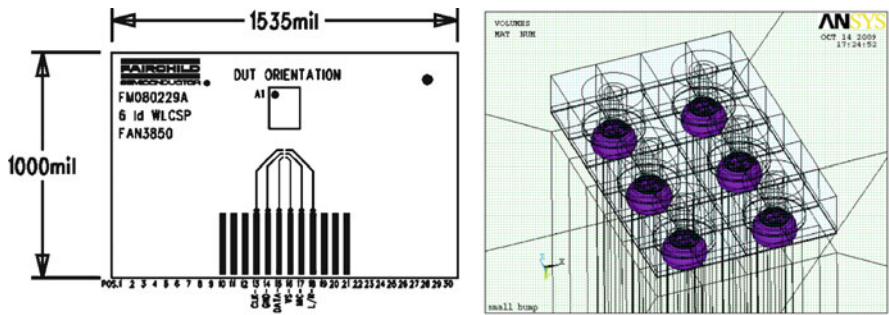 1535mil
FAIRCHILD
SEMICONDUCTOR
DUT ORIENTATION
FM080229A
6 ld WLCSP
FAN3850
A1
1000mil
POS.1 2 3 4 5 6 7 8 9 10 11 12 13 14 15 16 17 18 19 20 21 22 23 24 25 26 27 28 29 30
CLK-
GND-
DATA-
VS-
NC-
L/R-
VOLUMES
MAT NUM
ANSYS
OCT 14 2009
17:24:52
small bump